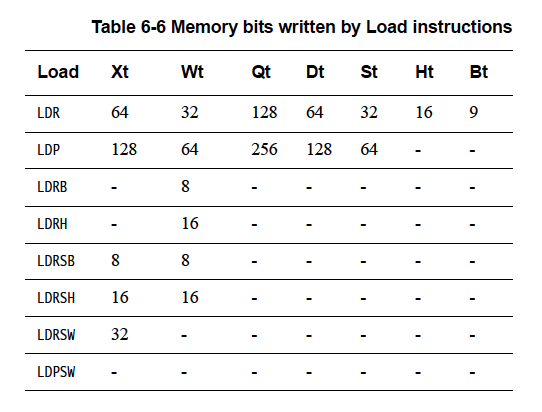 Table 6-6 Memory bits written by Load instructions
Load Xt Wt Qt Dt St Ht Bt
LDR 64 32 128 64 32 16 9
LDP 128 64 256 128 64 - -
LDRB - 8 - - - - -
LDRH - 16 - - - - -
LDRSB 8 8 - - - - -
LDRSH 16 16 - - - - -
LDRSW 32 - - - - - -
LDPSW - - - - - - -